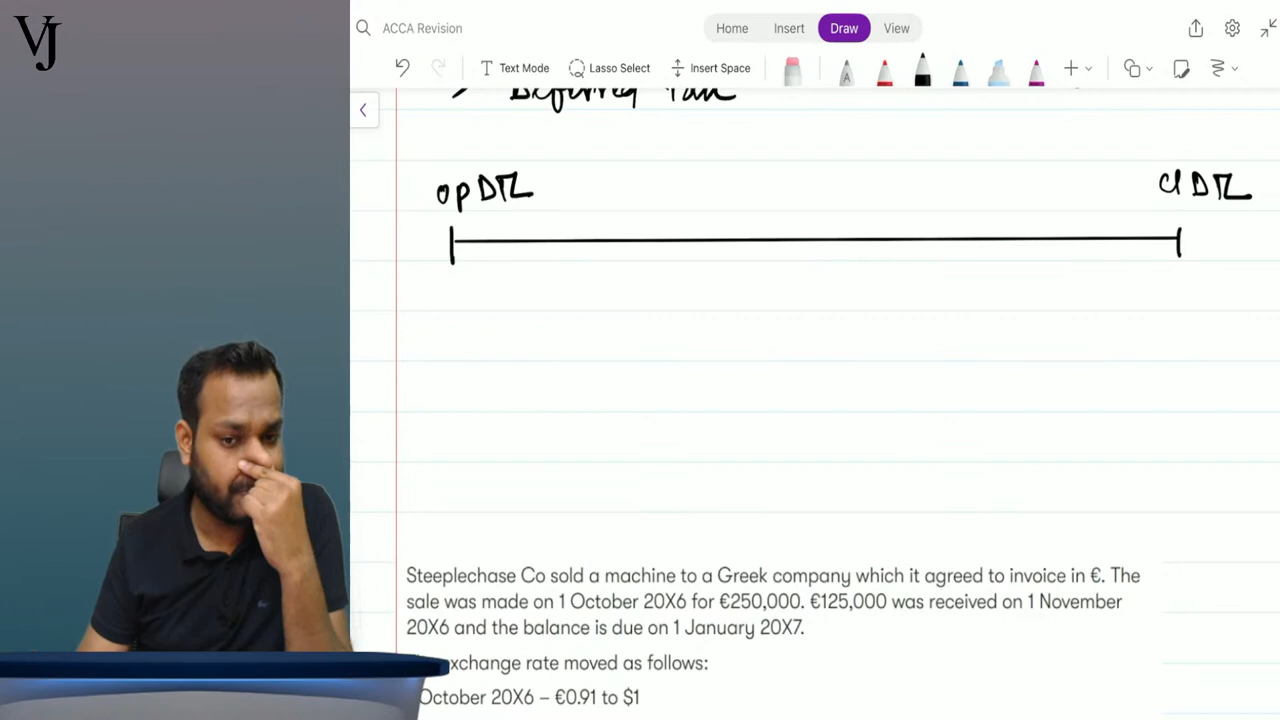 VJ
ACCA Revision
Home Insert Draw View
Text Mode Lasso Select Insert Space
> Deferred Tax
op DTL cl DTL
Steeplechase Co sold a machine to a Greek company which it agreed to invoice in €. The
sale was made on 1 October 20X6 for €250,000. €125,000 was received on 1 November
20X6 and the balance is due on 1 January 20X7.
exchange rate moved as follows:
October 20X6 – €0.91 to $1